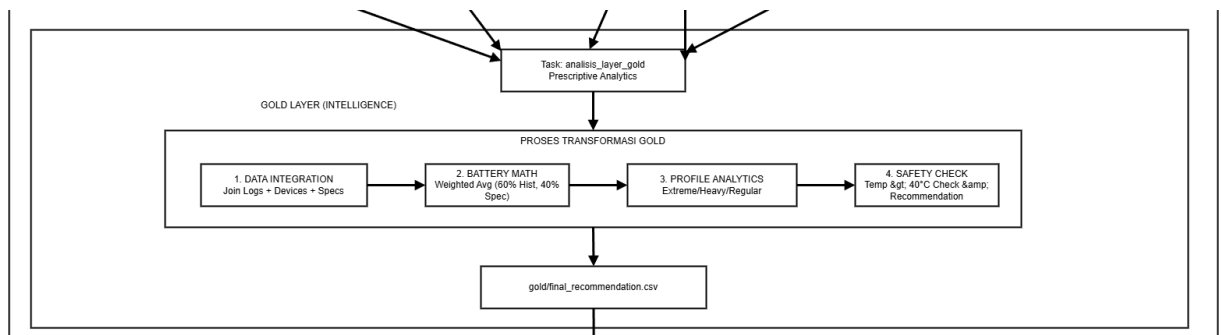 Task: analisis_layer_gold
Prescriptive Analytics
GOLD LAYER (INTELLIGENCE)
PROSES TRANSFORMASI GOLD
1. DATA INTEGRATION
Join Logs + Devices + Specs
2. BATTERY MATH
Weighted Avg (60% Hist, 40%
Spec)
3. PROFILE ANALYTICS
Extreme/Heavy/Regular
4. SAFETY CHECK
Temp &gt; 40°C Check &amp;
Recommendation
gold/final_recommendation.csv